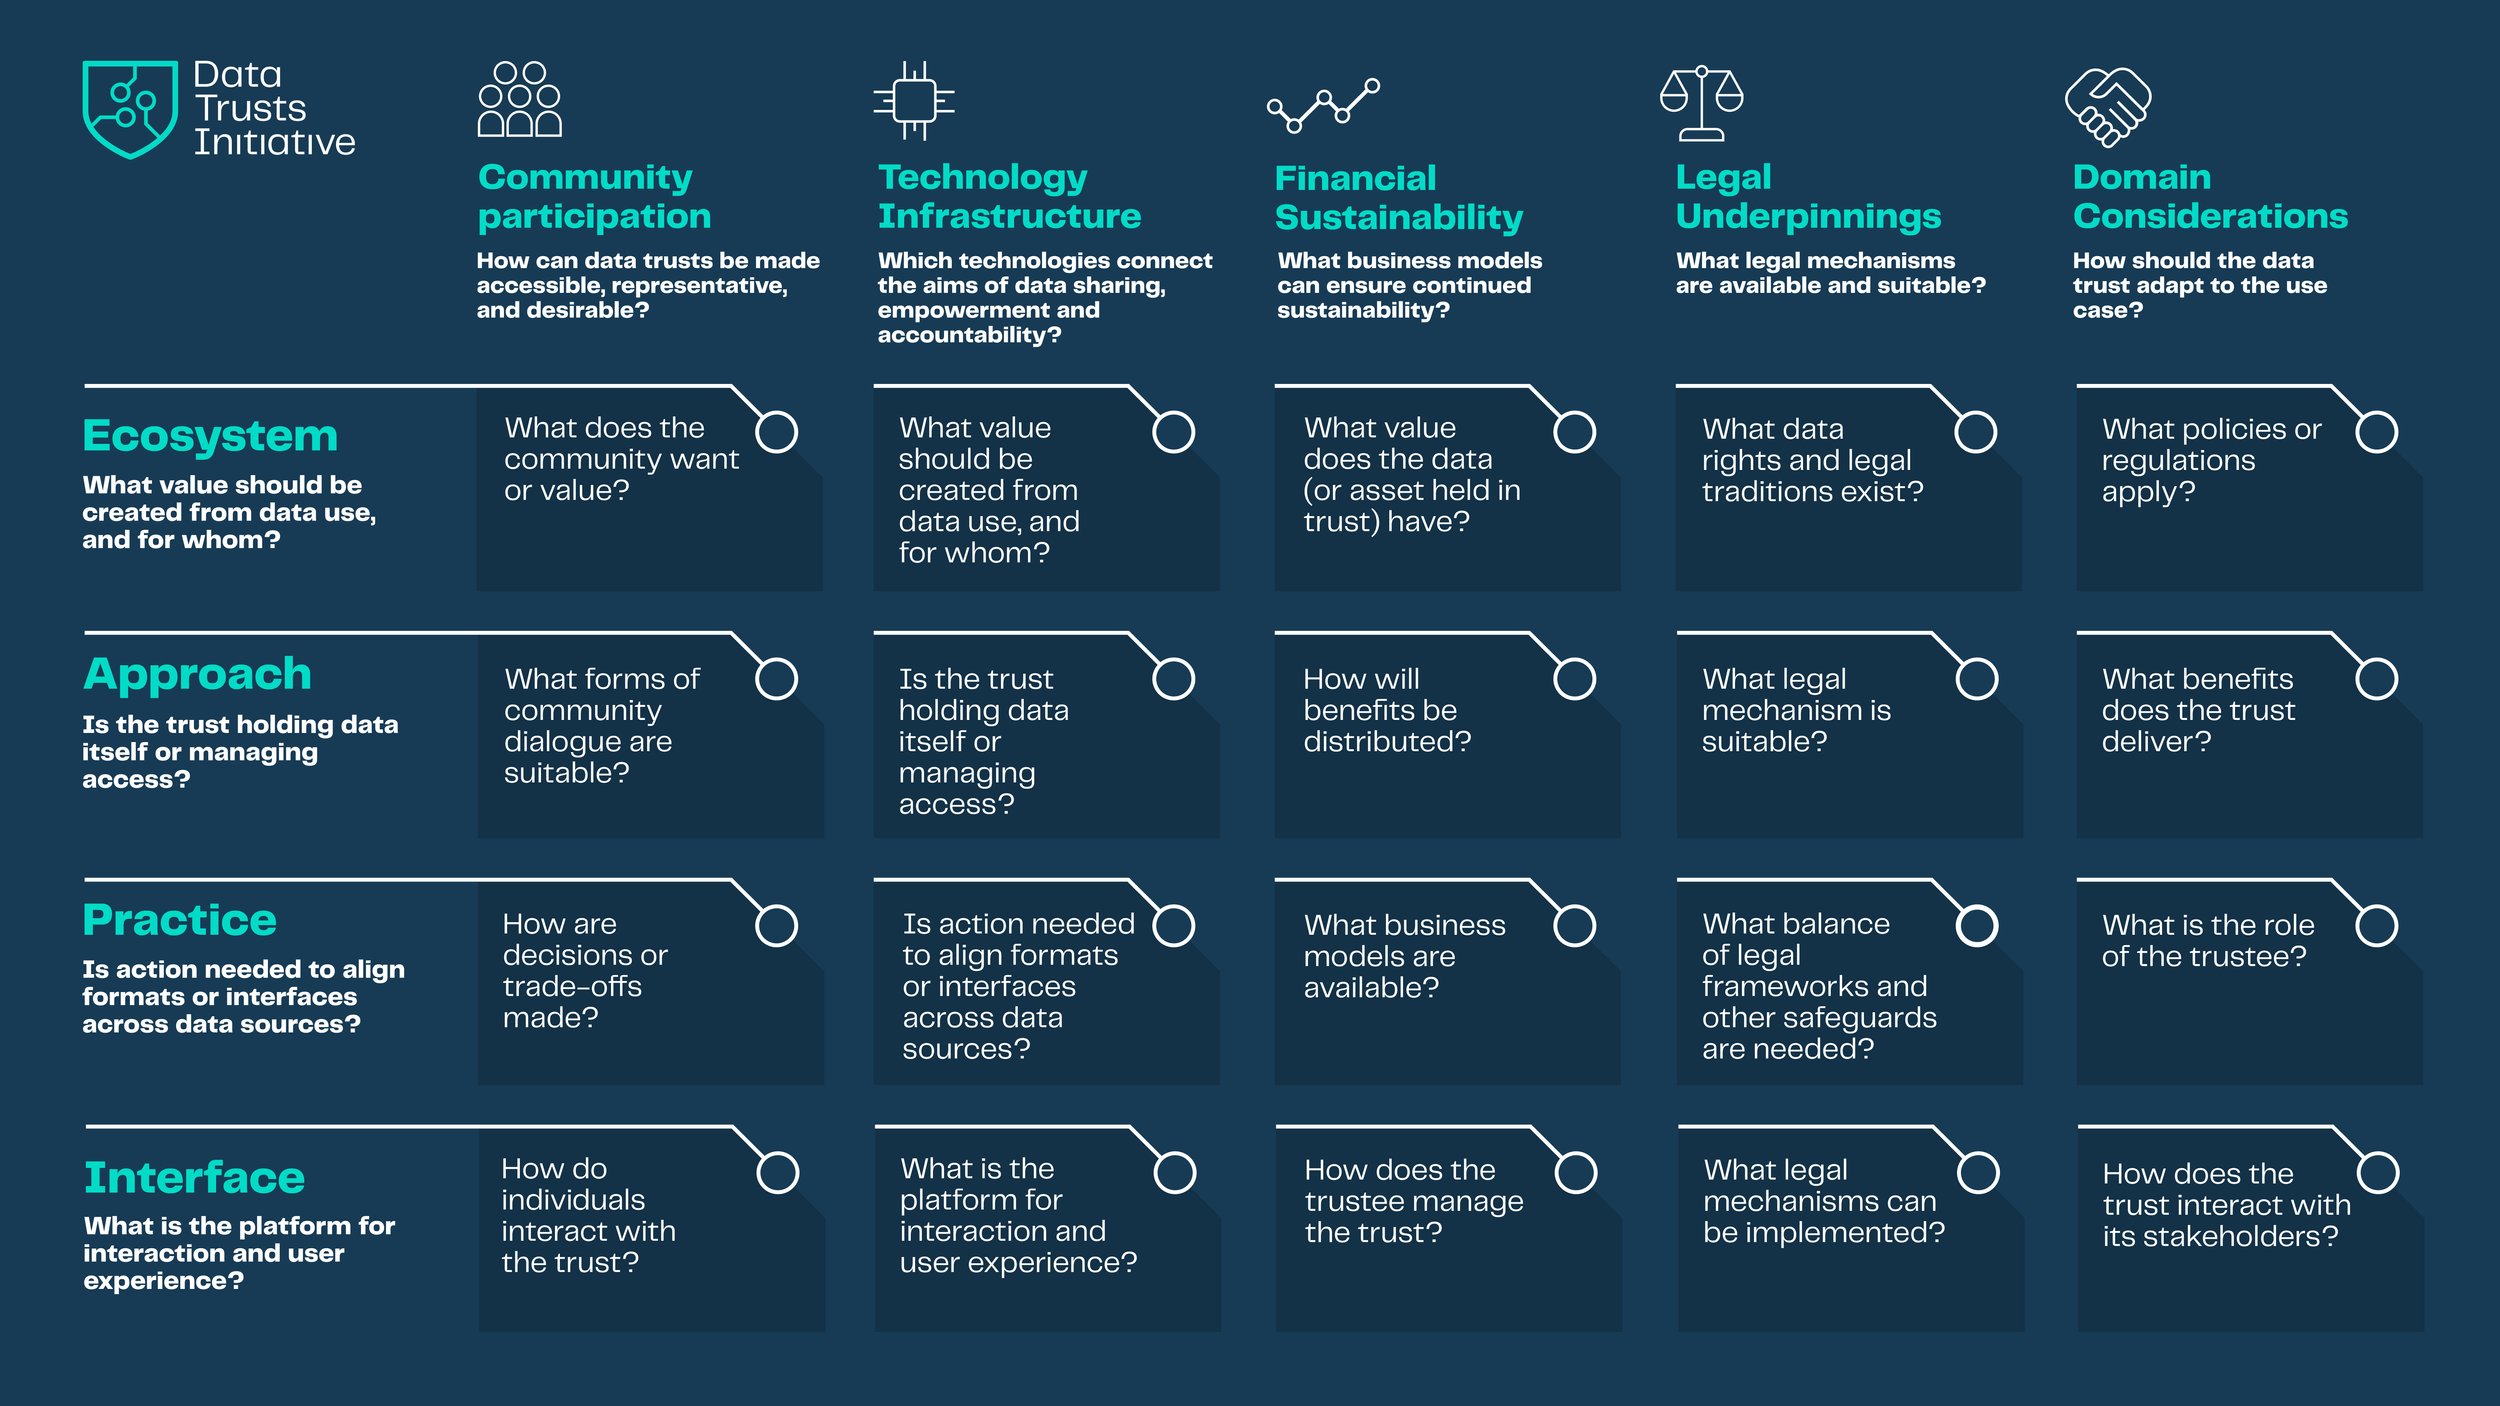 Data
Trusts
Initiative
Community
participation
How can data trusts be made
accessible, representative,
and desirable?
Technology
Infrastructure
Which technologies connect
the aims of data sharing,
empowerment and
accountability?
Financial
Sustainability
What business models
can ensure continued
sustainability?
Legal
Underpinnings
What legal mechanisms
are available and suitable?
Domain
Considerations
How should the data
trust adapt to the use
case?
Ecosystem
What value should be
created from data use,
and for whom?
What does the
community want
or value?
What value
should be
created from
data use, and
for whom?
What value
does the data
(or asset held in
trust) have?
What data
rights and legal
traditions exist?
What policies or
regulations
apply?
Approach
Is the trust holding data
itself or managing
access?
What forms of
community
dialogue are
suitable?
Is the trust
holding data
itself or
managing
access?
How will
benefits be
distributed?
What legal
mechanism is
suitable?
What benefits
does the trust
deliver?
Practice
Is action needed to align
formats or interfaces
across data sources?
How are
decisions or
trade-offs
made?
Is action needed
to align formats
or interfaces
across data
sources?
What business
models are
available?
What balance
of legal
frameworks and
other safeguards
are needed?
What is the role
of the trustee?
Interface
What is the platform for
interaction and user
experience?
How do
individuals
interact with
the trust?
What is the
platform for
interaction and
user experience?
How does the
trustee manage
the trust?
What legal
mechanisms can
be implemented?
How does the
trust interact with
its stakeholders?